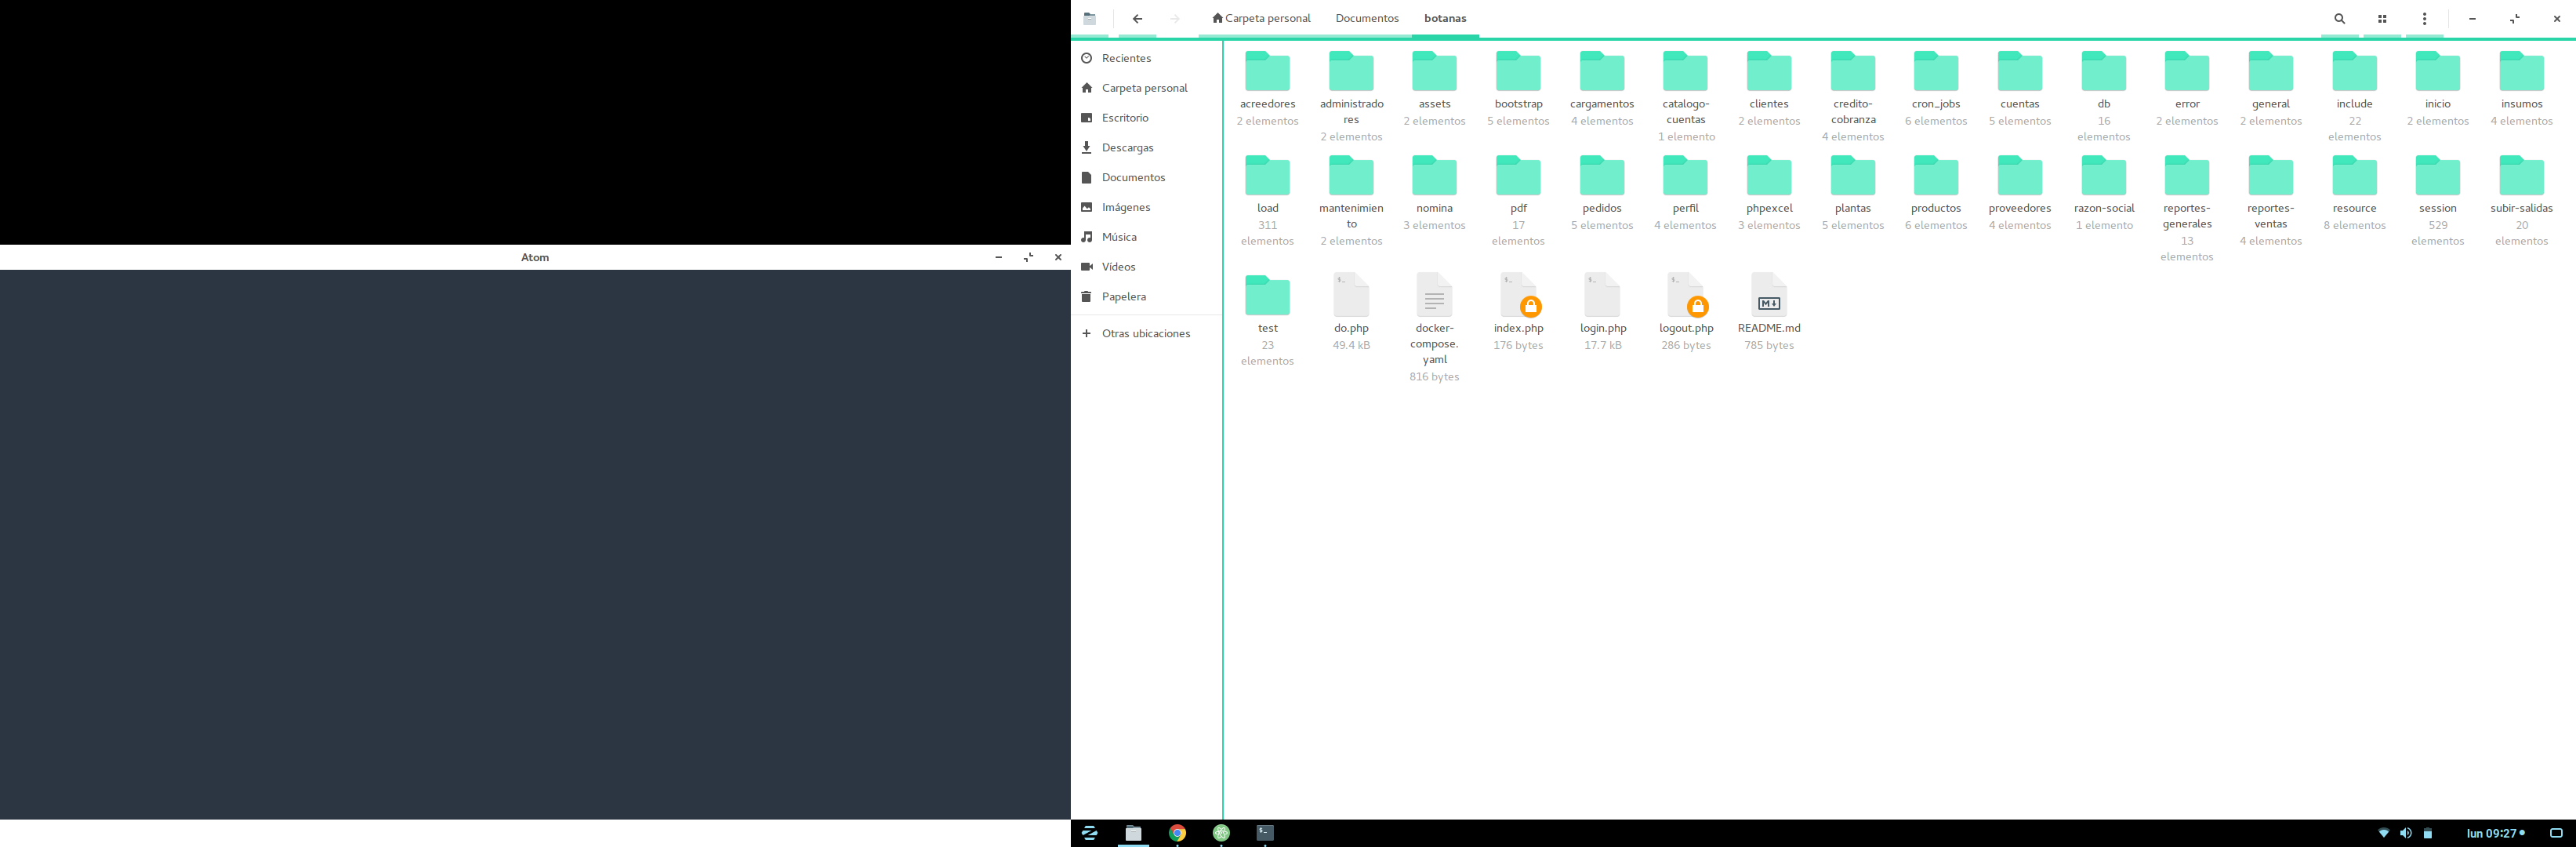 Atom
Carpeta personal Documentos botanas
Recientes
Carpeta personal
Escritorio
Descargas
Documentos
Imágenes
Música
Vídeos
Papelera
Otras ubicaciones
acreedores
2 elementos
administrado
res
2 elementos
assets
2 elementos
bootstrap
5 elementos
cargamentos
4 elementos
catalogo-
cuentas
1 elemento
clientes
2 elementos
credito-
cobranza
4 elementos
cron_jobs
6 elementos
cuentas
5 elementos
db
16
elementos
error
2 elementos
general
2 elementos
include
22
elementos
inicio
2 elementos
insumos
4 elementos
load
311
elementos
mantenimien
to
2 elementos
nomina
3 elementos
pdf
17
elementos
pedidos
5 elementos
perfil
4 elementos
phpexcel
3 elementos
plantas
5 elementos
productos
6 elementos
proveedores
4 elementos
razon-social
1 elemento
reportes-
generales
13
elementos
reportes-
ventas
4 elementos
resource
8 elementos
session
529
elementos
subir-salidas
20
elementos
test
23
elementos
do.php
49.4 kB
docker-
compose.
yaml
816 bytes
index.php
176 bytes
login.php
17.7 kB
logout.php
286 bytes
README.md
785 bytes
lun 09:27